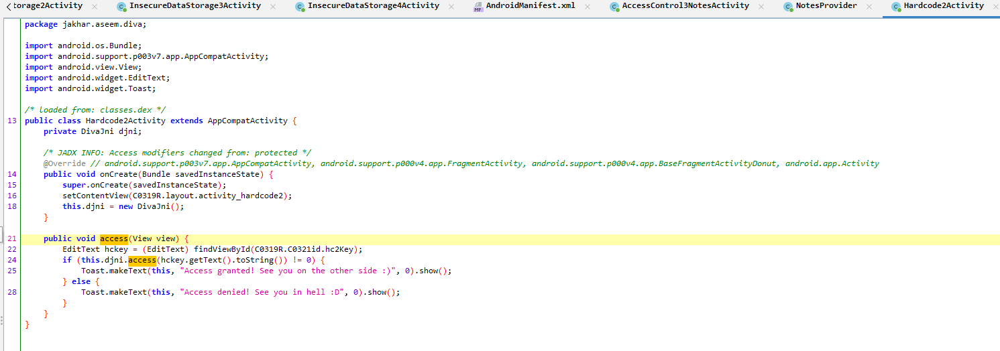 torage2Activity InsecureDataStorage3Activity InsecureDataStorage4Activity MF AndroidManifest.xml AccessControl3NotesActivity NotesProvider Hardcode2Activity
package jakhar.aseem.diva;
import android.os.Bundle;
import android.support.p003v7.app.AppCompatActivity;
import android.view.View;
import android.widget.EditText;
import android.widget.Toast;
/* loaded from: classes.dex */
13 public class Hardcode2Activity extends AppCompatActivity {
private DivaJni djni;
/* JADX INFO: Access modifiers changed from: protected */
@Override // android.support.p003v7.app.AppCompatActivity, android.support.p000v4.app.FragmentActivity, android.support.p000v4.app.BaseFragmentActivityDonut, android.app.Activity
14 public void onCreate(Bundle savedInstanceState) {
15 super.onCreate(savedInstanceState);
16 setContentView(C0319R.layout.activity_hardcode2);
18 this.djni = new DivaJni();
}
21 public void access(View view) {
22 EditText hckey = (EditText) findViewById(C0319R.C0321id.hc2Key);
24 if (this.djni.access(hckey.getText().toString()) != 0) {
25 Toast.makeText(this, "Access granted! See you on the other side :)", 0).show();
} else {
28 Toast.makeText(this, "Access denied! See you in hell :D", 0).show();
}
}
}